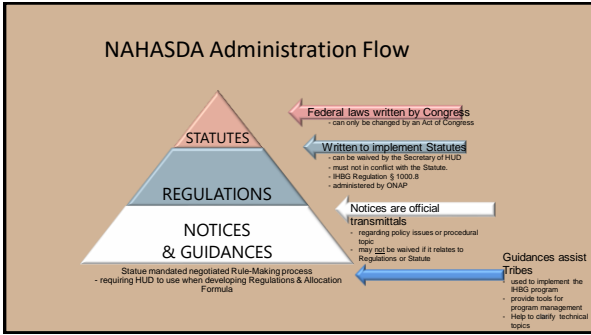 NAHASDA Administration Flow
STATUTES
Federal laws written by Congress
- can only be changed by an Act of Congress
REGULATIONS
Written to implement Statutes
- can be waived by the Secretary of HUD
- must not in conflict with the Statute.
- IHBG Regulation § 1000.8
- administered by ONAP
NOTICES
& GUIDANCES
Notices are official
transmittals
- regarding policy issues or procedural
topic
- may not be waived if it relates to
Regulations or Statute
Guidances assist
Tribes
- used to implement the
IHBG program
- provide tools for
program management
- Help to clarify technical
topics
Statue mandated negotiated Rule-Making process
- requiring HUD to use when developing Regulations & Allocation
Formula